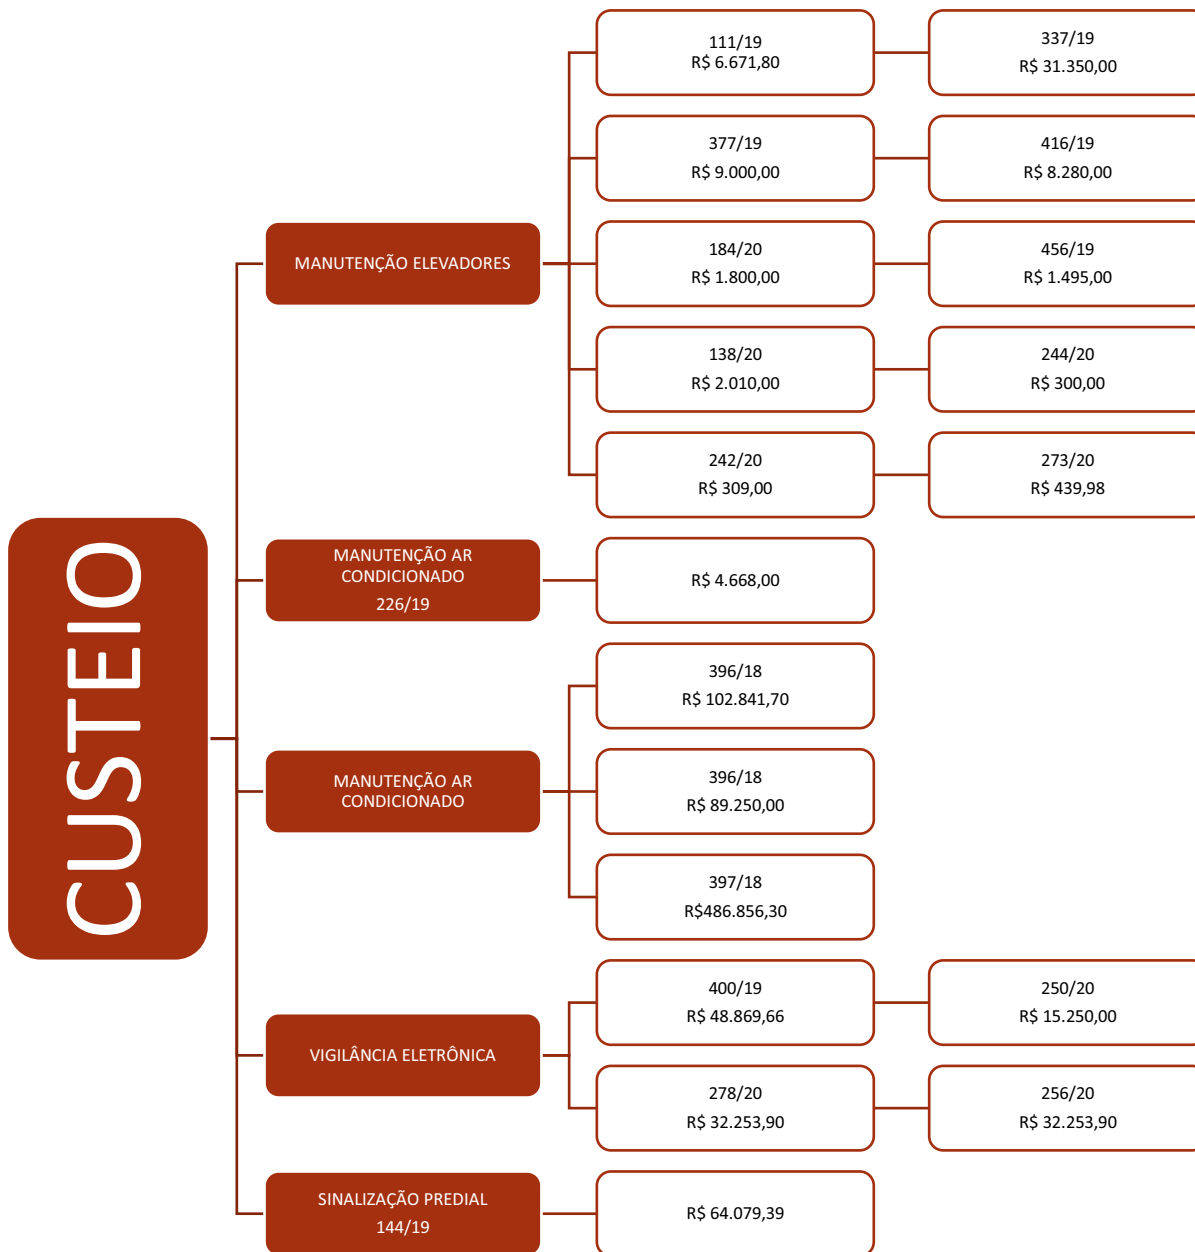 CUSTEIO
MANUTENÇÃO ELEVADORES
111/19
R$ 6.671,80
337/19
R$ 31.350,00
377/19
R$ 9.000,00
416/19
R$ 8.280,00
184/20
R$ 1.800,00
456/19
R$ 1.495,00
138/20
R$ 2.010,00
244/20
R$ 300,00
242/20
R$ 309,00
273/20
R$ 439,98
MANUTENÇÃO AR
CONDICIONADO
226/19
R$ 4.668,00
MANUTENÇÃO AR
CONDICIONADO
396/18
R$ 102.841,70
396/18
R$ 89.250,00
397/18
R$486.856,30
VIGILÂNCIA ELETRÔNICA
400/19
R$ 48.869,66
250/20
R$ 15.250,00
278/20
R$ 32.253,90
256/20
R$ 32.253,90
SINALIZAÇÃO PREDIAL
144/19
R$ 64.079,39